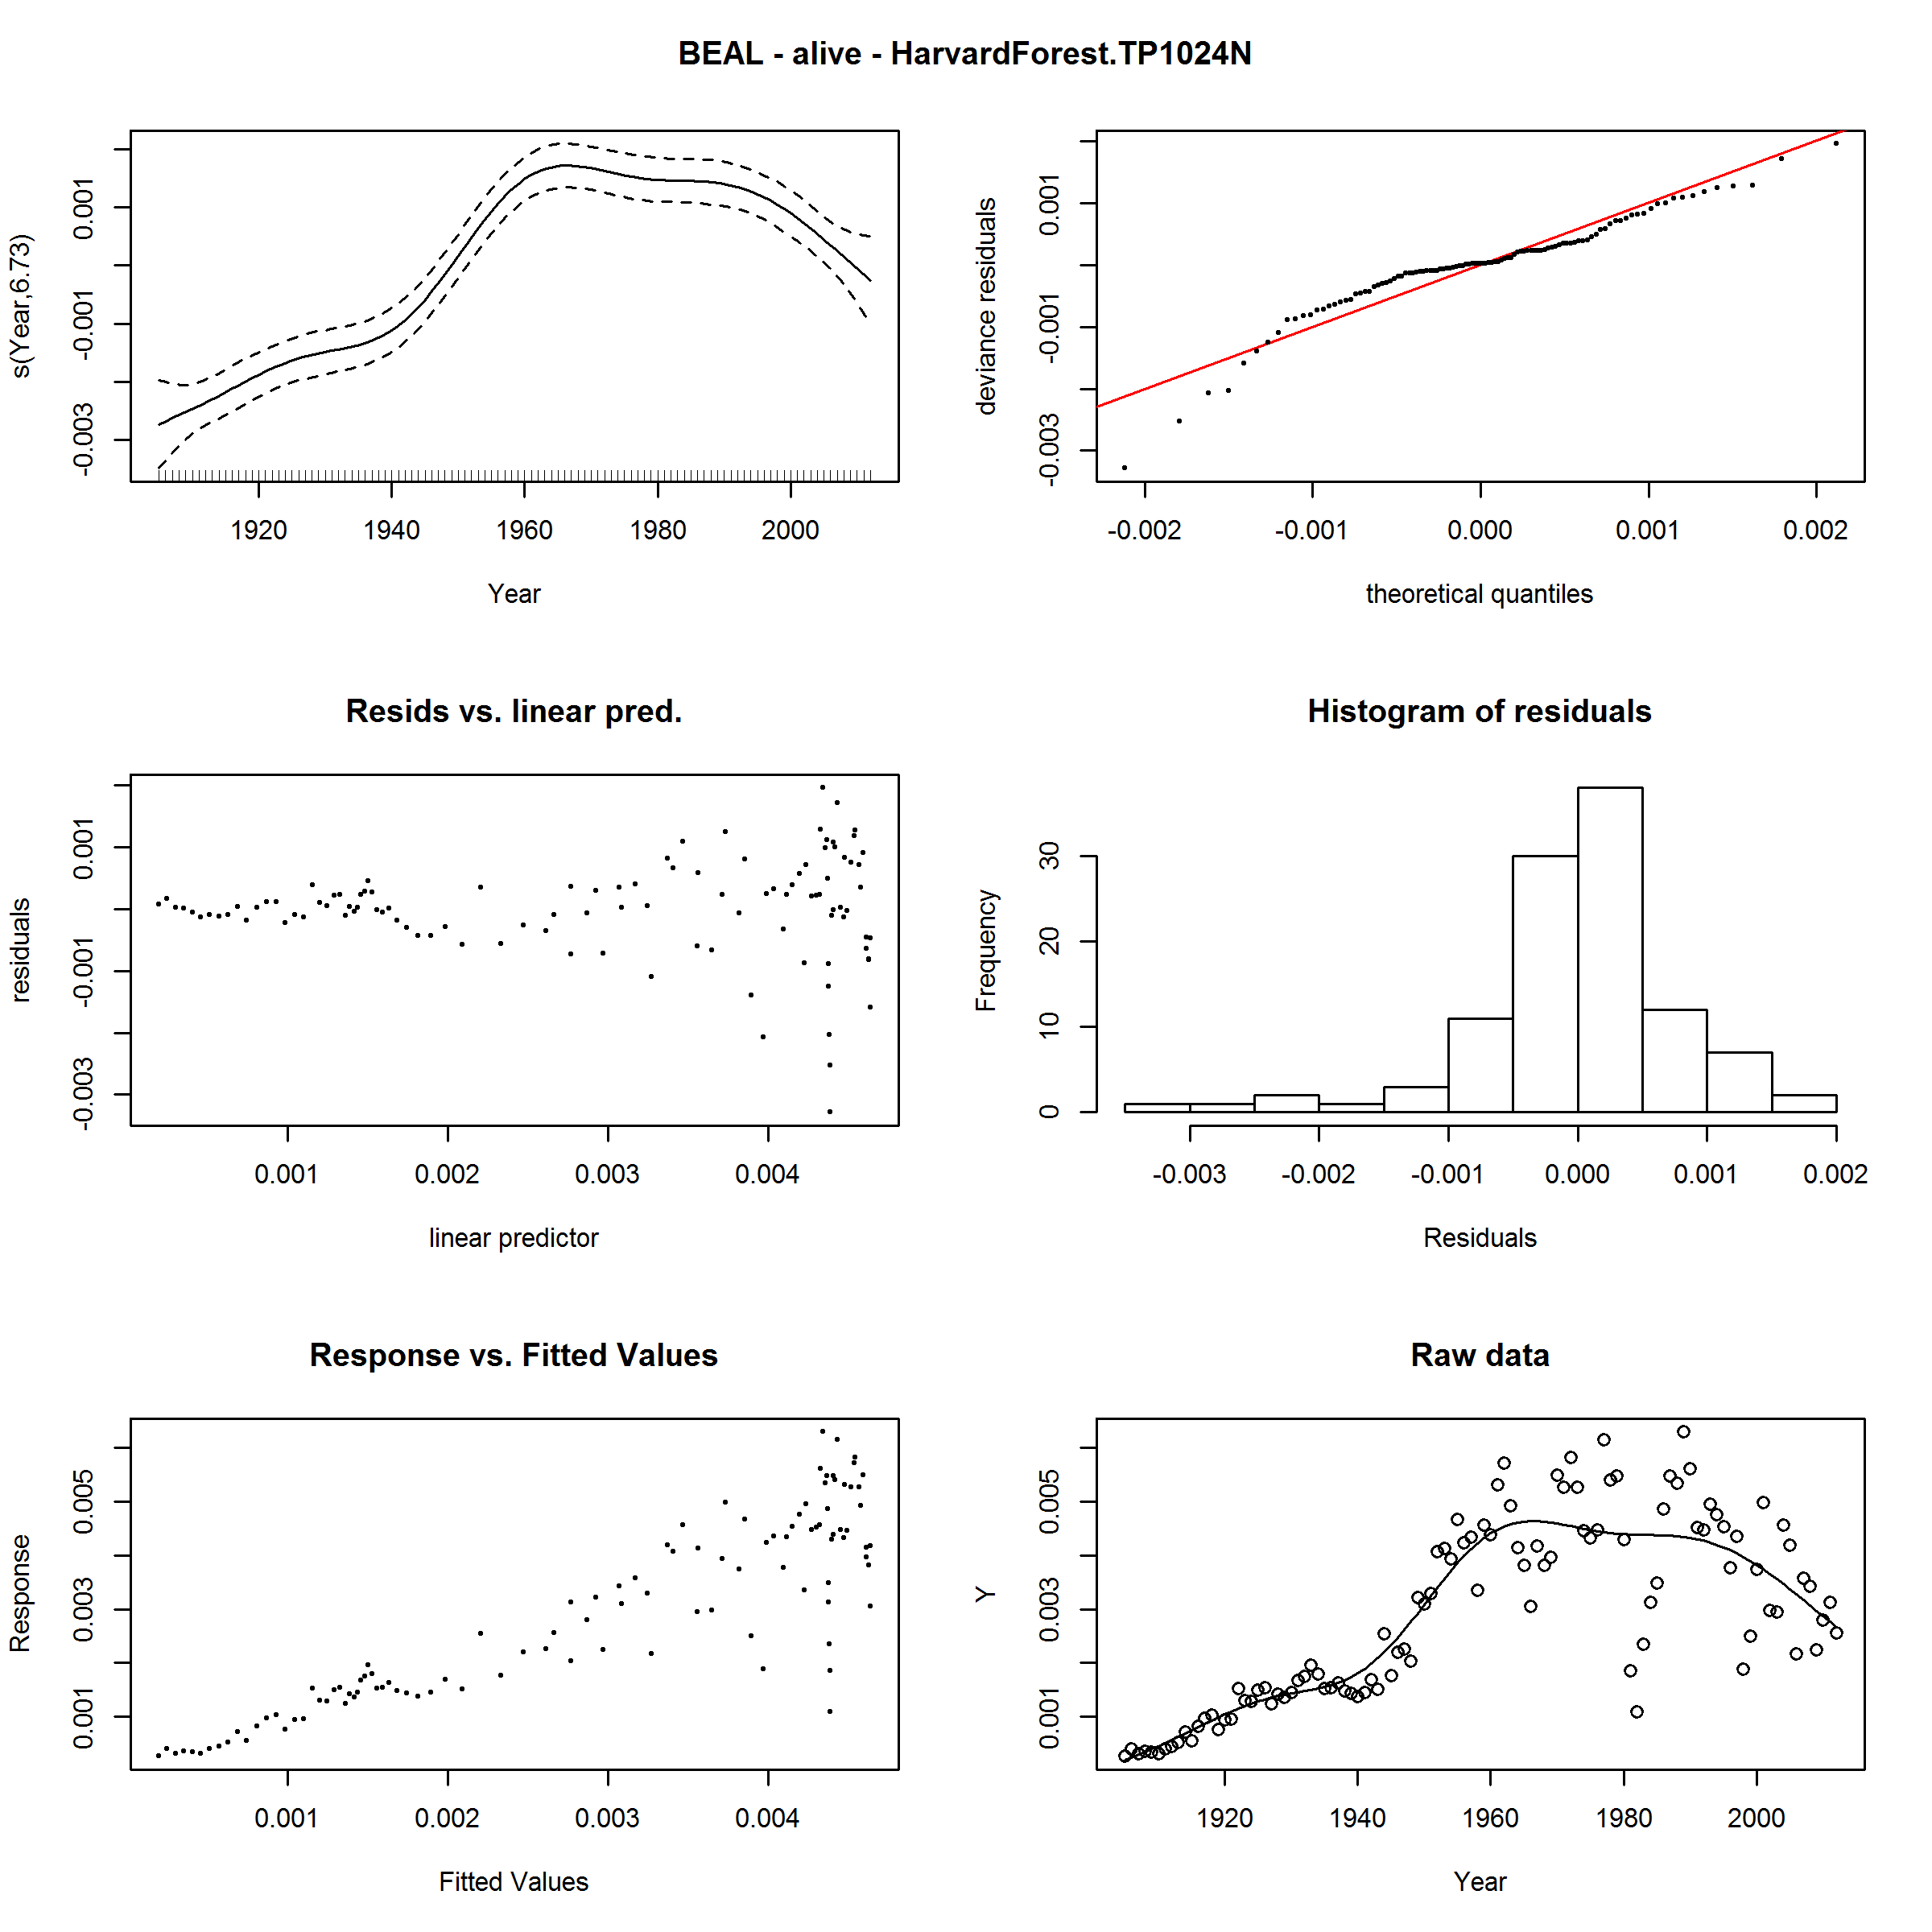 BEAL - alive - HarvardForest.TP1024N
s(Year,6.73)
-0.003 -0.001 0.001
1920 1940 1960 1980 2000
Year
deviance residuals
-0.003 -0.001 0.001
-0.002 -0.001 0.000 0.001 0.002
theoretical quantiles
Resids vs. linear pred.
residuals
-0.003 -0.001 0.001
0.001 0.002 0.003 0.004
linear predictor
Histogram of residuals
Frequency
0 10 20 30
-0.003 -0.002 -0.001 0.000 0.001 0.002
Residuals
Response vs. Fitted Values
Response
0.001 0.003 0.005
0.001 0.002 0.003 0.004
Fitted Values
Raw data
Y
0.001 0.003 0.005
1920 1940 1960 1980 2000
Year